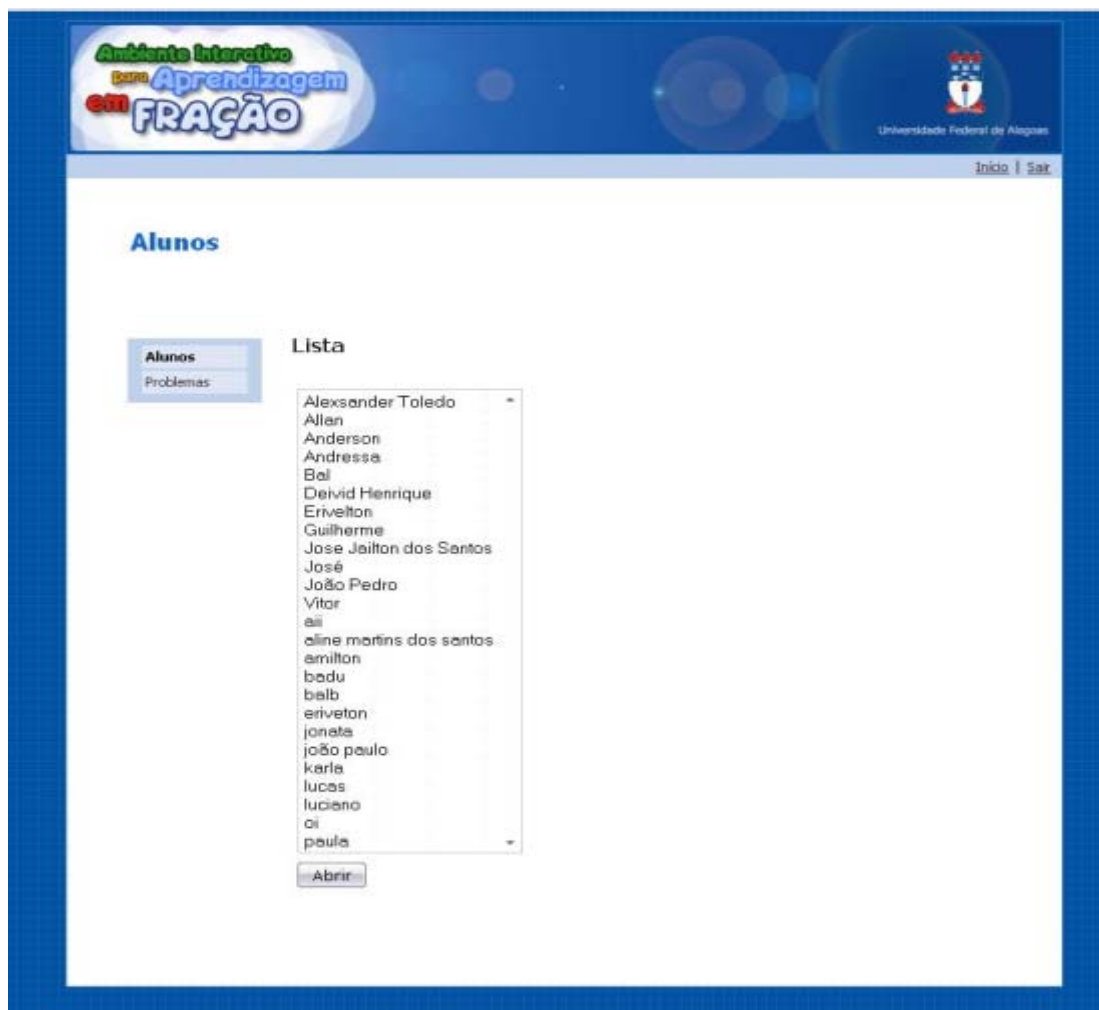 Ambiente Interativo
para Aprendizagem
em FRAÇÃO
Universidade Federal de Alagoas
Início | Sair
Alunos
Alunos
Problemas
Lista
Alexsander Toledo
Allan
Anderson
Andressa
Bal
Deivid Henrique
Erivelton
Guilherme
Jose Jailton dos Santos
José
João Pedro
Vitor
aii
aline martins dos santos
amilton
badu
balb
eriveton
jonata
joão paulo
karla
lucas
luciano
oi
paula
Abrir